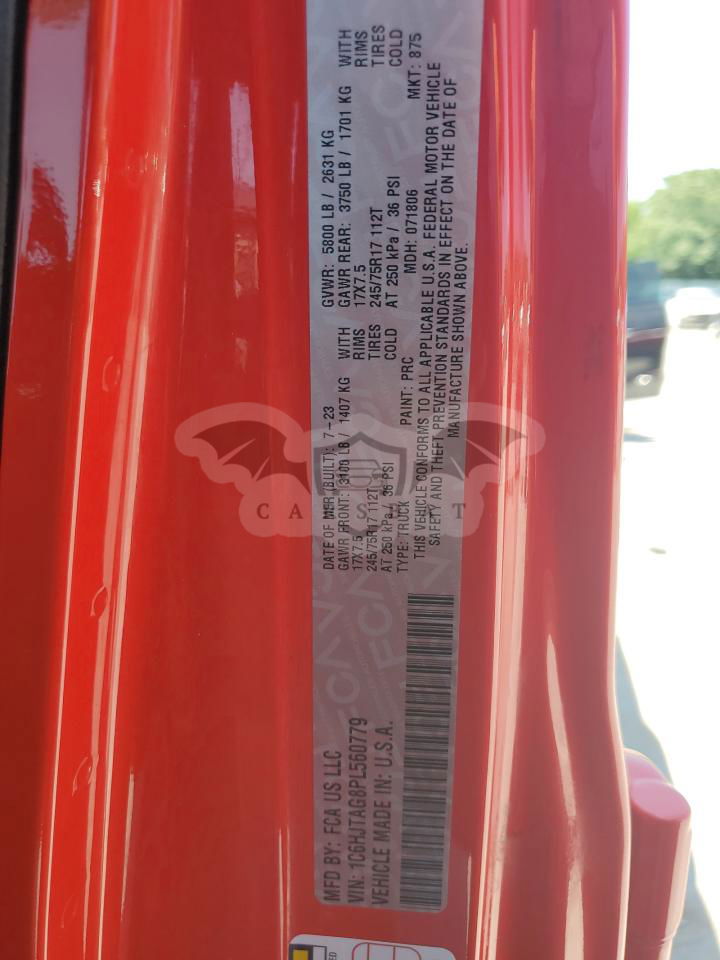 MFD BY: FCA US LLC
VIN: 1C6HJTAG8PL560779
VEHICLE MADE IN: U.S.A.
DATE OF MFR (BUILT): 7-23
GVWR: 5800 LB / 2631 KG
GAWR FRONT: 3100 LB / 1407 KG WITH
17X7.5 RIMS
245/75R17 112T TIRES
AT 250 kPa / 36 PSI COLD
GAWR REAR: 3750 LB / 1701 KG WITH
17X7.5 RIMS
245/75R17 112T TIRES
AT 250 kPa / 36 PSI COLD
TYPE: TRUCK PAINT: PRC MDH: 071806 MKT: 875
THIS VEHICLE CONFORMS TO ALL APPLICABLE U.S.A. FEDERAL MOTOR VEHICLE
SAFETY AND THEFT PREVENTION STANDARDS IN EFFECT ON THE DATE OF
MANUFACTURE SHOWN ABOVE.